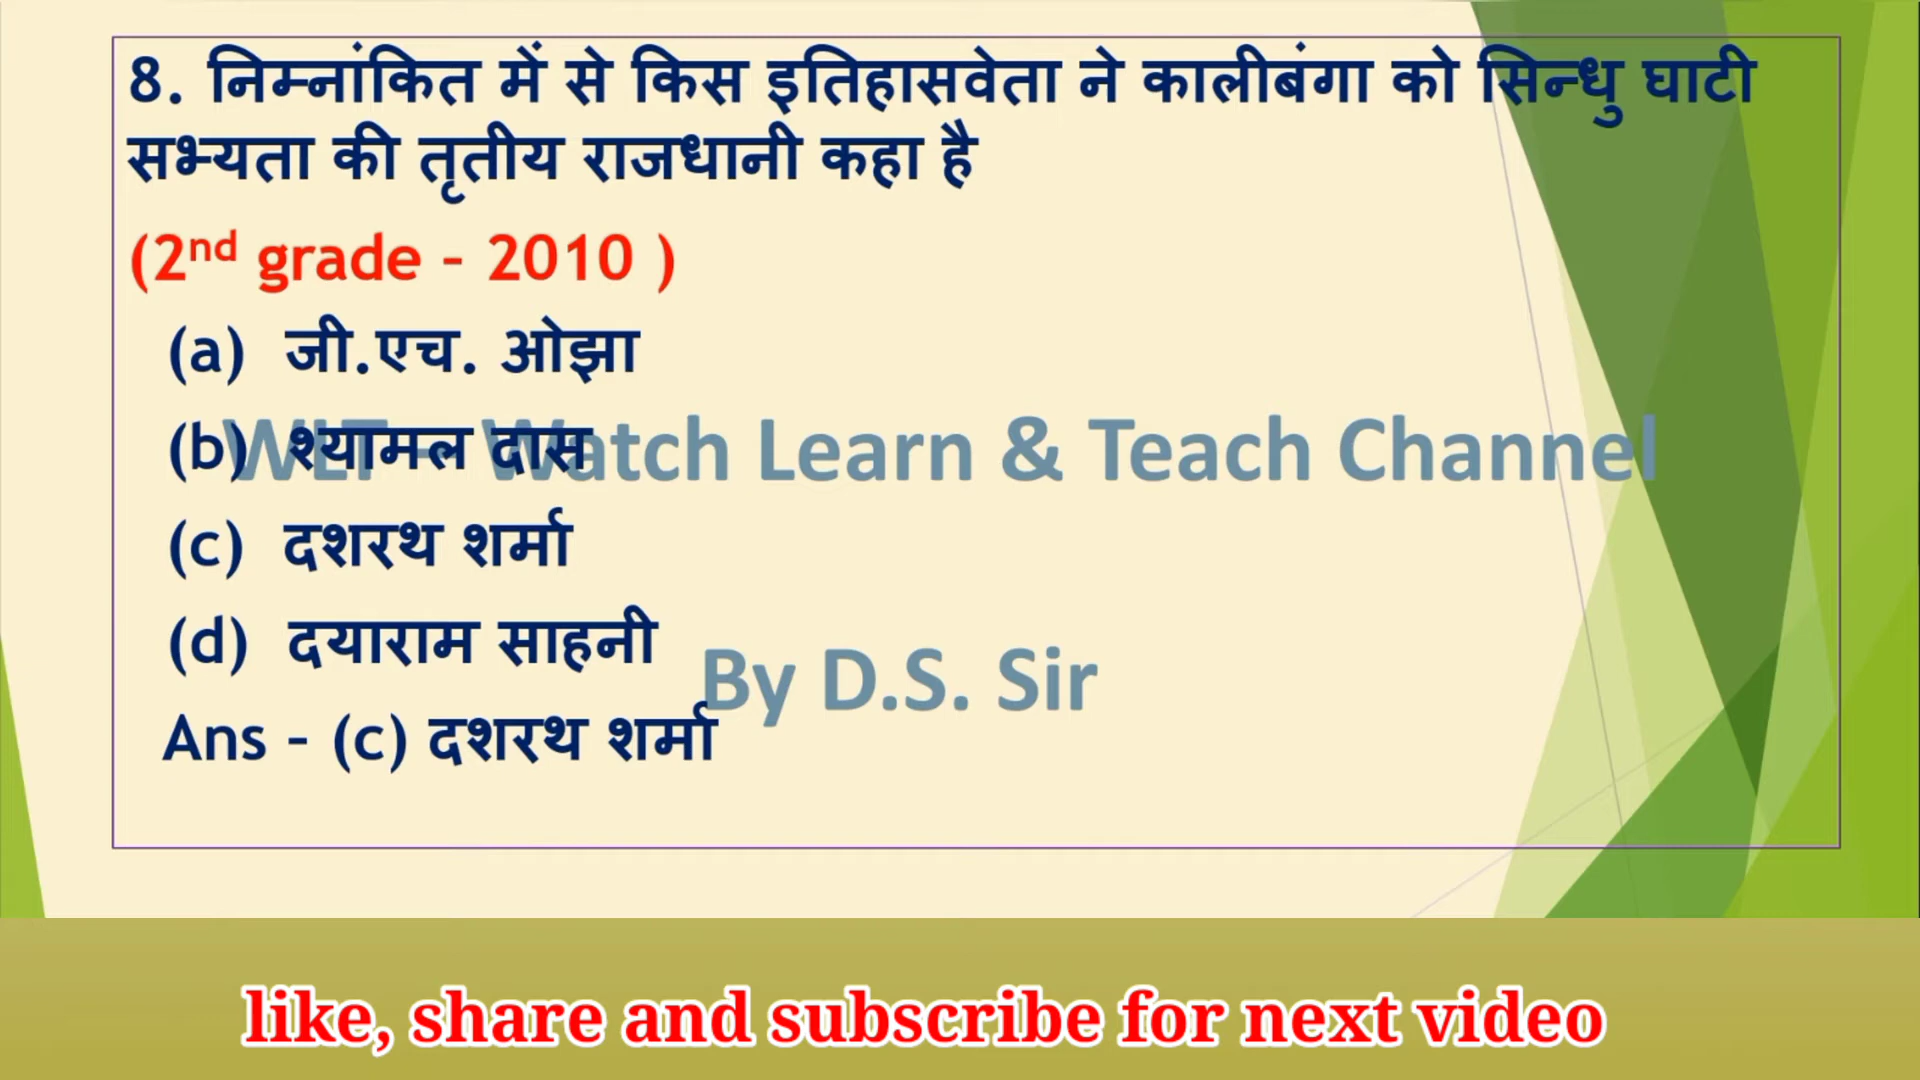 8. निम्नांकित में से किस इतिहासवेता ने कालीबंगा को सिन्धु घाटी
सभ्यता की तृतीय राजधानी कहा है
(2nd grade - 2010 )
(a) जी.एच. ओझा
(b) श्यामल दास
WLT - Watch Learn & Teach Channel
(c) दशरथ शर्मा
(d) दयाराम साहनी
By D.S. Sir
Ans - (c) दशरथ शर्मा
like, share and subscribe for next video